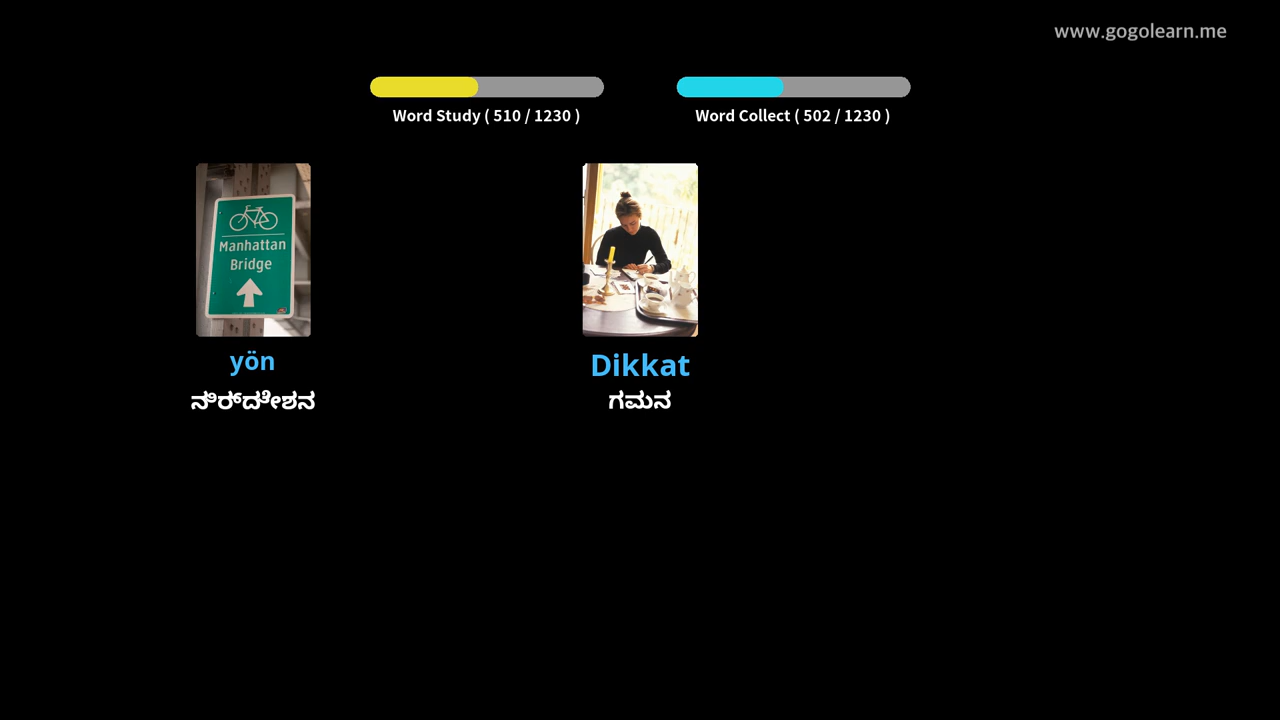 www.gogolearn.me
Word Study ( 510 / 1230 )
Word Collect ( 502 / 1230 )
Manhattan
Bridge
yön
ನಿರ್ದೇಶನ
Dikkat
ಗಮನ